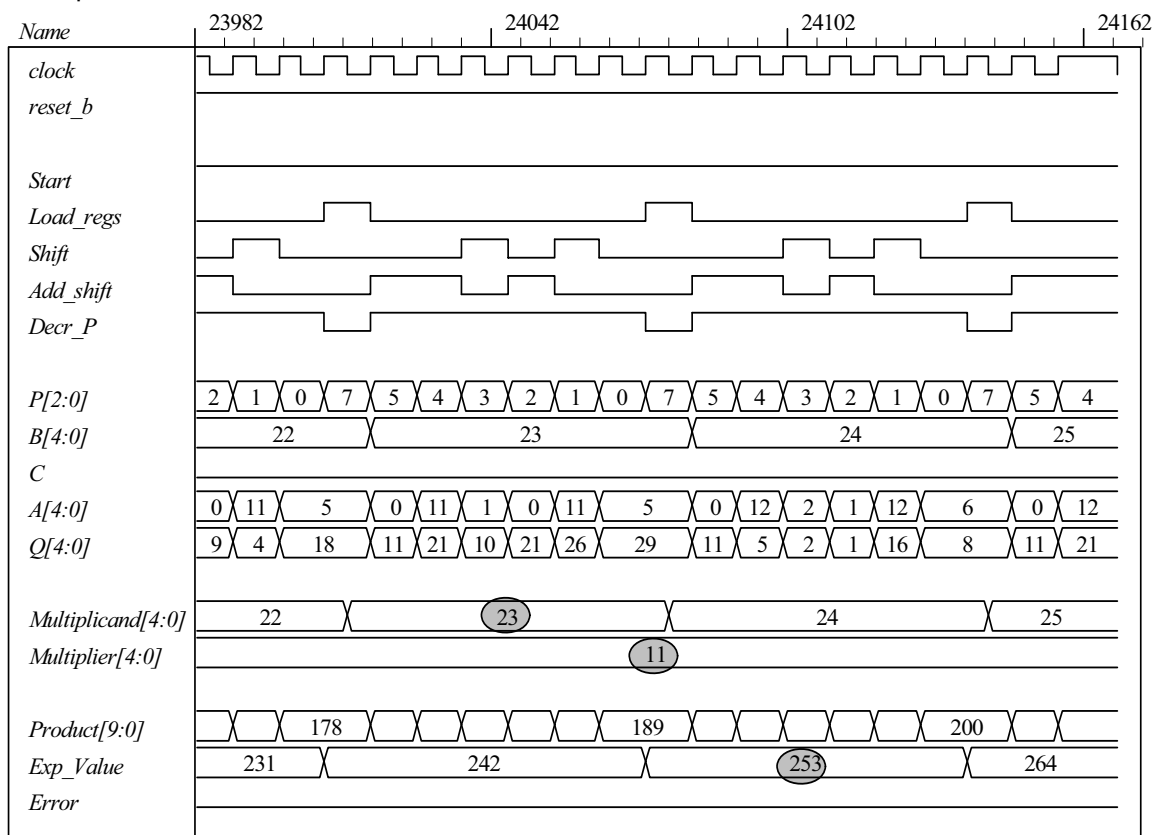 Name 23982 24042 24102 24162
clock
reset_b
Start
Load_regs
Shift
Add_shift
Decr_P
P[2:0] 2 1 0 7 5 4 3 2 1 0 7 5 4 3 2 1 0 7 5 4
B[4:0] 22 23 24 25
C
A[4:0] 0 11 5 0 11 1 0 11 5 0 12 2 1 12 6 0 12
Q[4:0] 9 4 18 11 21 10 21 26 29 11 5 2 1 16 8 11 21
Multiplicand[4:0] 22 23 24 25
Multiplier[4:0] 11
Product[9:0] 178 189 200
Exp_Value 231 242 253 264
Error